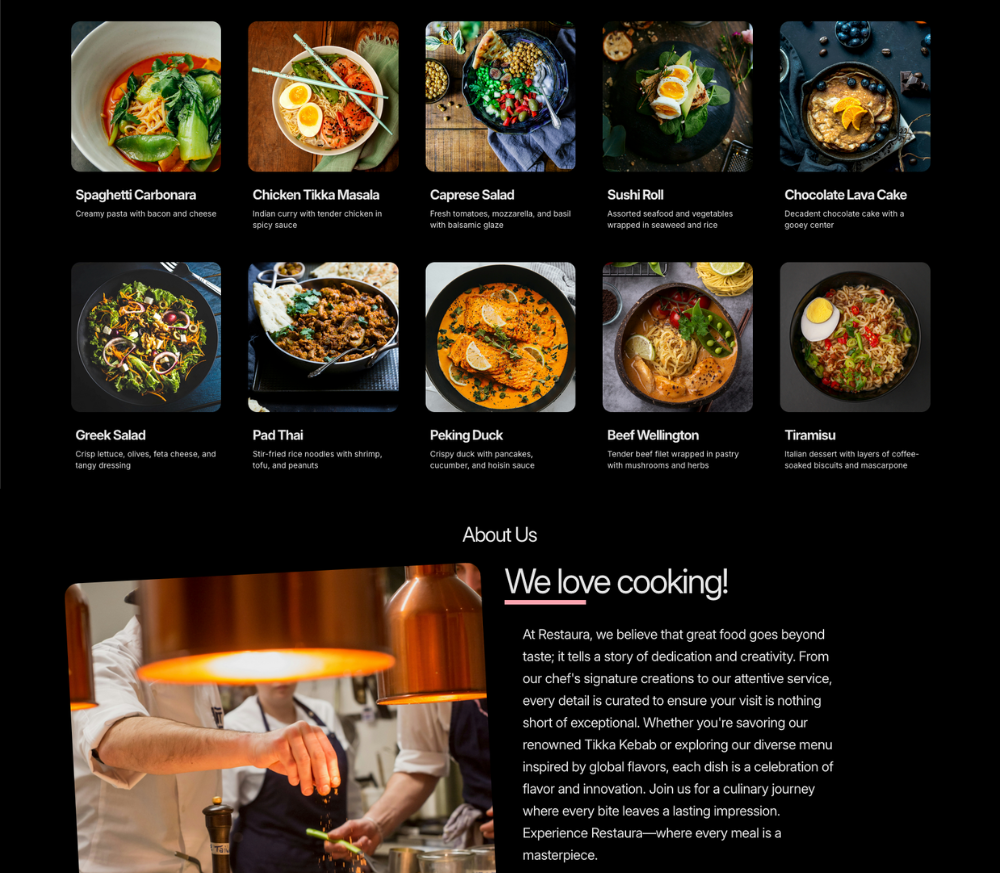 Spaghetti Carbonara
Creamy pasta with bacon and cheese
Chicken Tikka Masala
Indian curry with tender chicken in
spicy sauce
Caprese Salad
Fresh tomatoes, mozzarella, and basil
with balsamic glaze
Sushi Roll
Assorted seafood and vegetables
wrapped in seaweed and rice
Chocolate Lava Cake
Decadent chocolate cake with a
gooey center
Greek Salad
Crisp lettuce, olives, feta cheese, and
tangy dressing
Pad Thai
Stir-fried rice noodles with shrimp,
tofu, and peanuts
Peking Duck
Crispy duck with pancakes,
cucumber, and hoisin sauce
Beef Wellington
Tender beef filet wrapped in pastry
with mushrooms and herbs
Tiramisu
Italian dessert with layers of coffee-
soaked biscuits and mascarpone
About Us
We love cooking!
At Restaura, we believe that great food goes beyond
taste; it tells a story of dedication and creativity. From
our chef's signature creations to our attentive service,
every detail is curated to ensure your visit is nothing
short of exceptional. Whether you're savoring our
renowned Tikka Kebab or exploring our diverse menu
inspired by global flavors, each dish is a celebration of
flavor and innovation. Join us for a culinary journey
where every bite leaves a lasting impression.
Experience Restaura—where every meal is a
masterpiece.